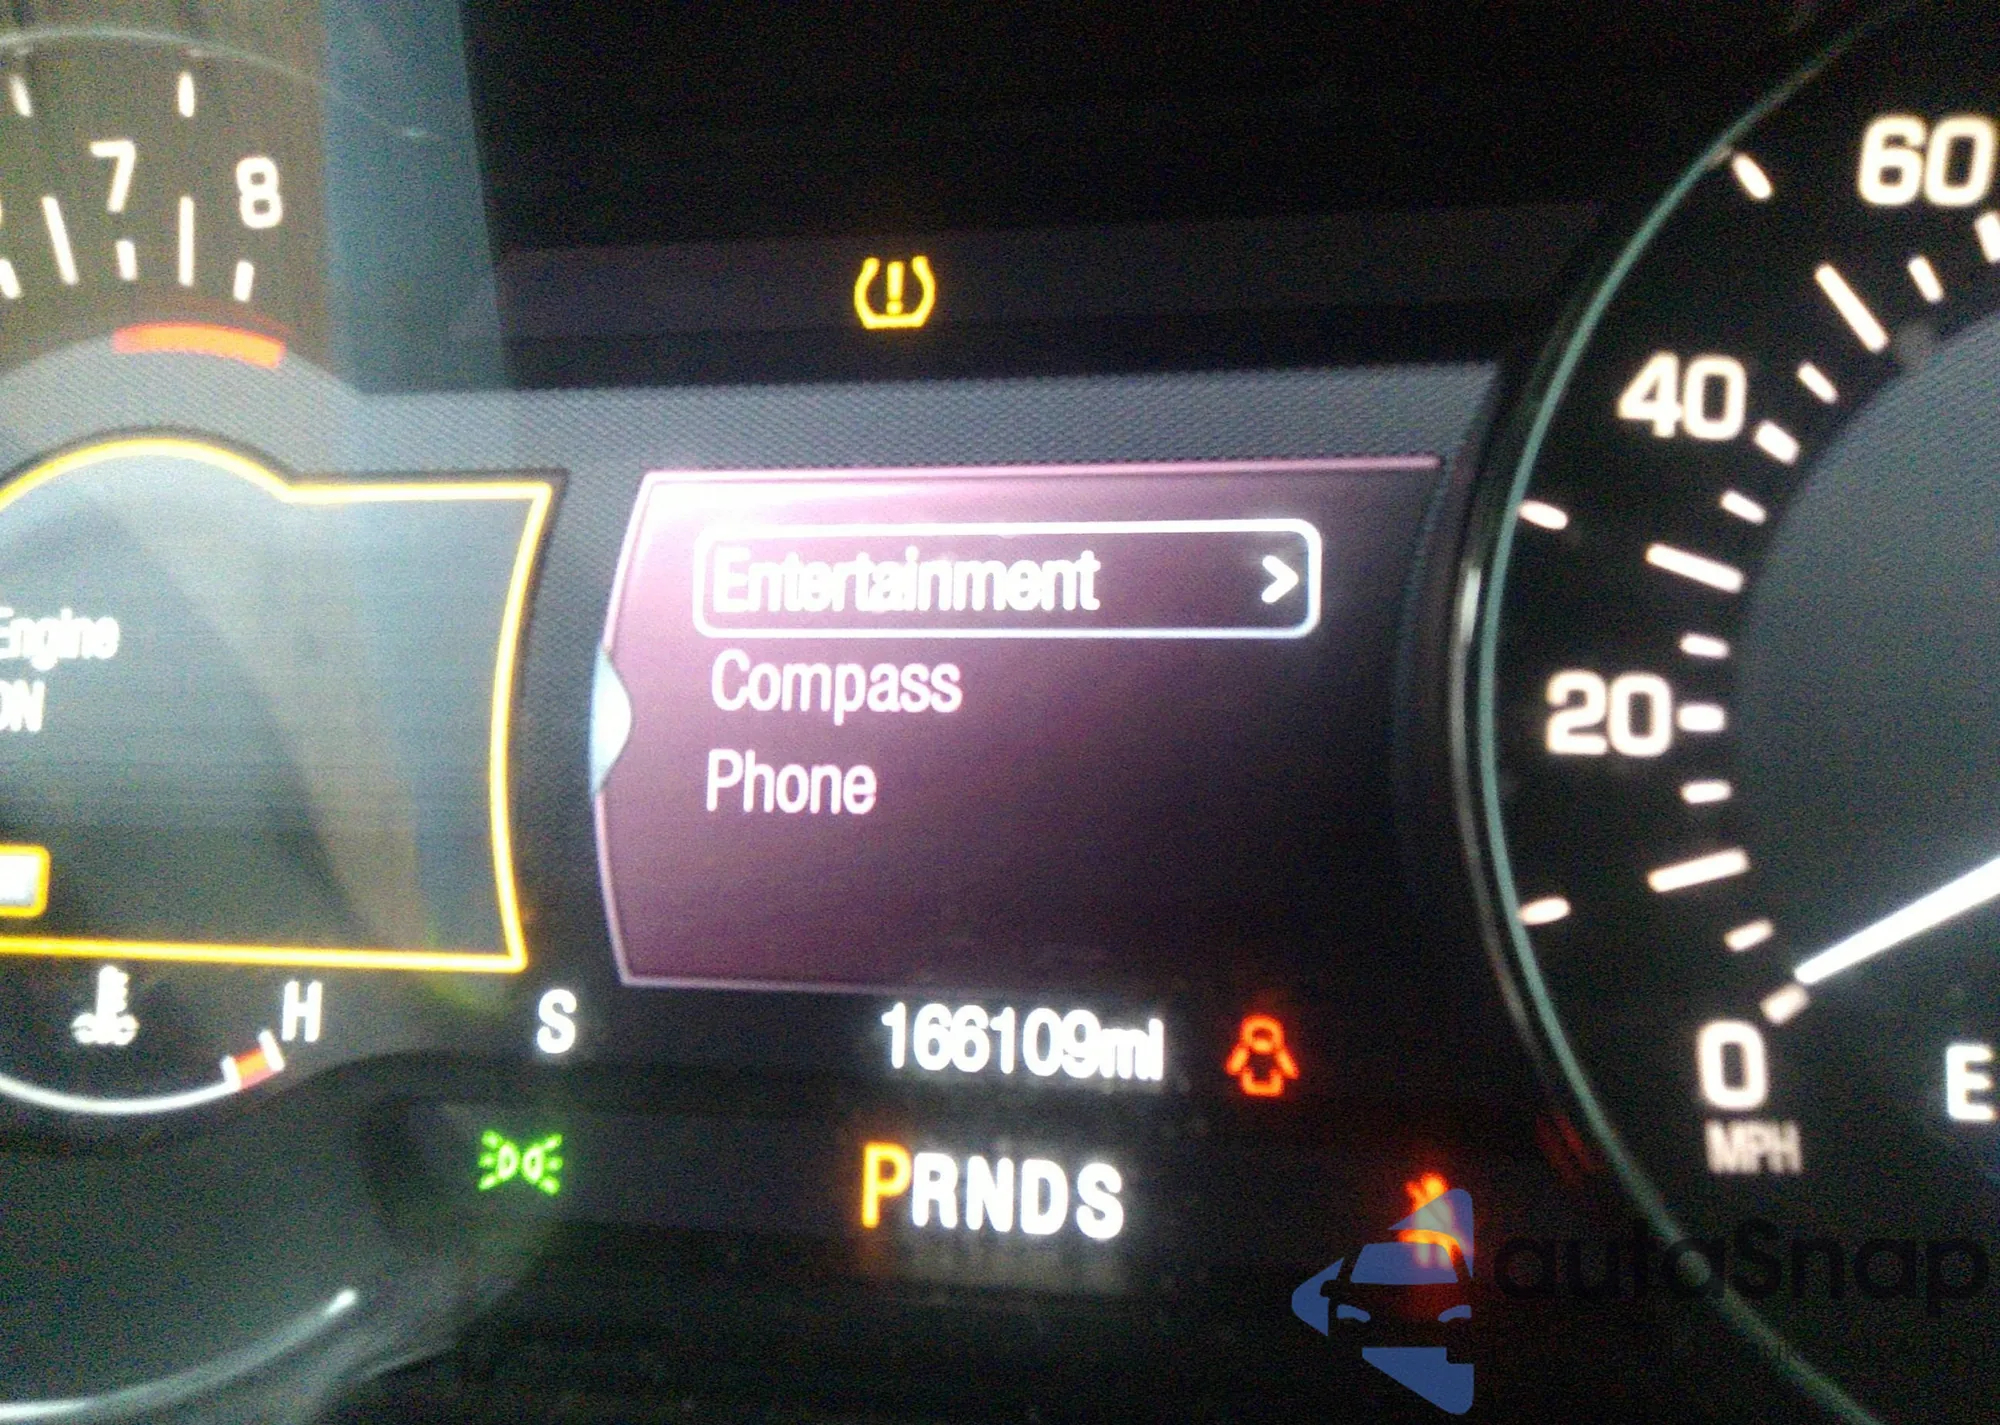 7
8
60
40
Entertainment >
Engine
Compass
20
ON
Phone
H
S
166109mi
0
E
MPH
PRNDS
autoSnap